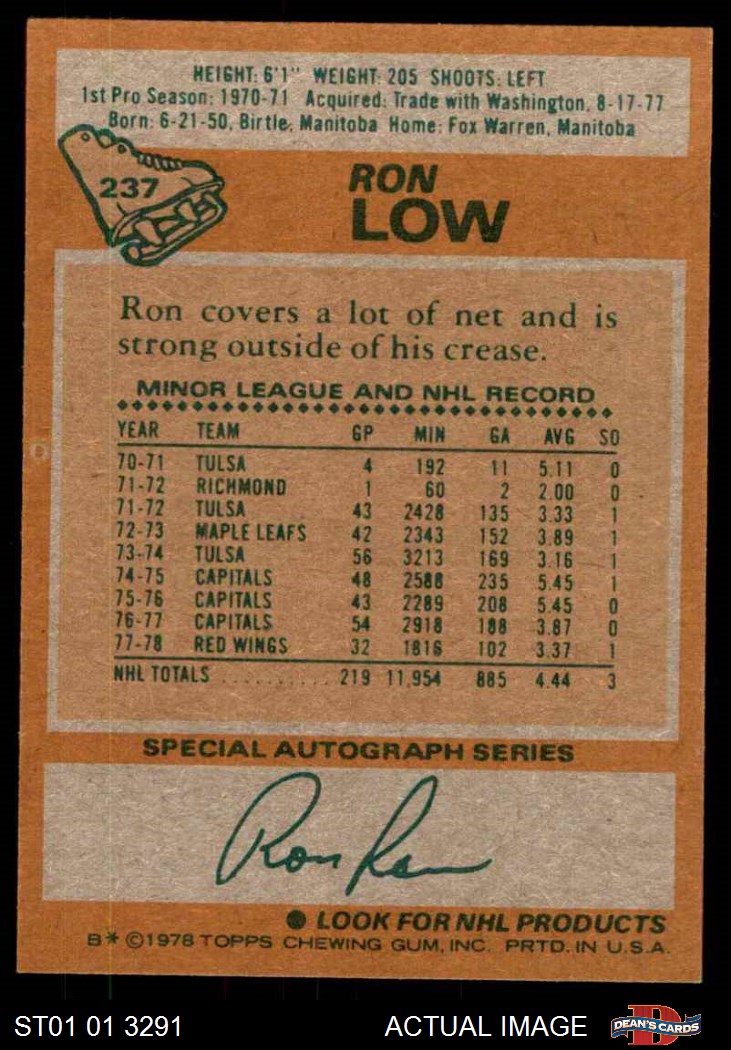 HEIGHT: 6'1" WEIGHT: 205 SHOOTS: LEFT
1st Pro Season: 1970-71 Acquired: Trade with Washington, 8-17-77
Born: 6-21-50, Birtle, Manitoba Home: Fox Warren, Manitoba
237
RON
LOW
Ron covers a lot of net and is
strong outside of his crease.
MINOR LEAGUE AND NHL RECORD
YEAR TEAM GP MIN GA AVG SO
70-71 TULSA 4 192 11 5.11 0
71-72 RICHMOND 1 60 2 2.00 0
71-72 TULSA 43 2428 135 3.33 1
72-73 MAPLE LEAFS 42 2343 152 3.89 1
73-74 TULSA 56 3213 169 3.16 1
74-75 CAPITALS 48 2588 235 5.45 1
75-76 CAPITALS 43 2289 208 5.45 0
76-77 CAPITALS 54 2918 188 3.87 0
77-78 RED WINGS 32 1816 102 3.37 1
NHL TOTALS .......... 219 11,954 885 4.44 3
SPECIAL AUTOGRAPH SERIES
Ron Low
● LOOK FOR NHL PRODUCTS
B* ©1978 TOPPS CHEWING GUM, INC. PRTD. IN U.S.A.
ST01 01 3291 ACTUAL IMAGE D DEAN'S CARDS